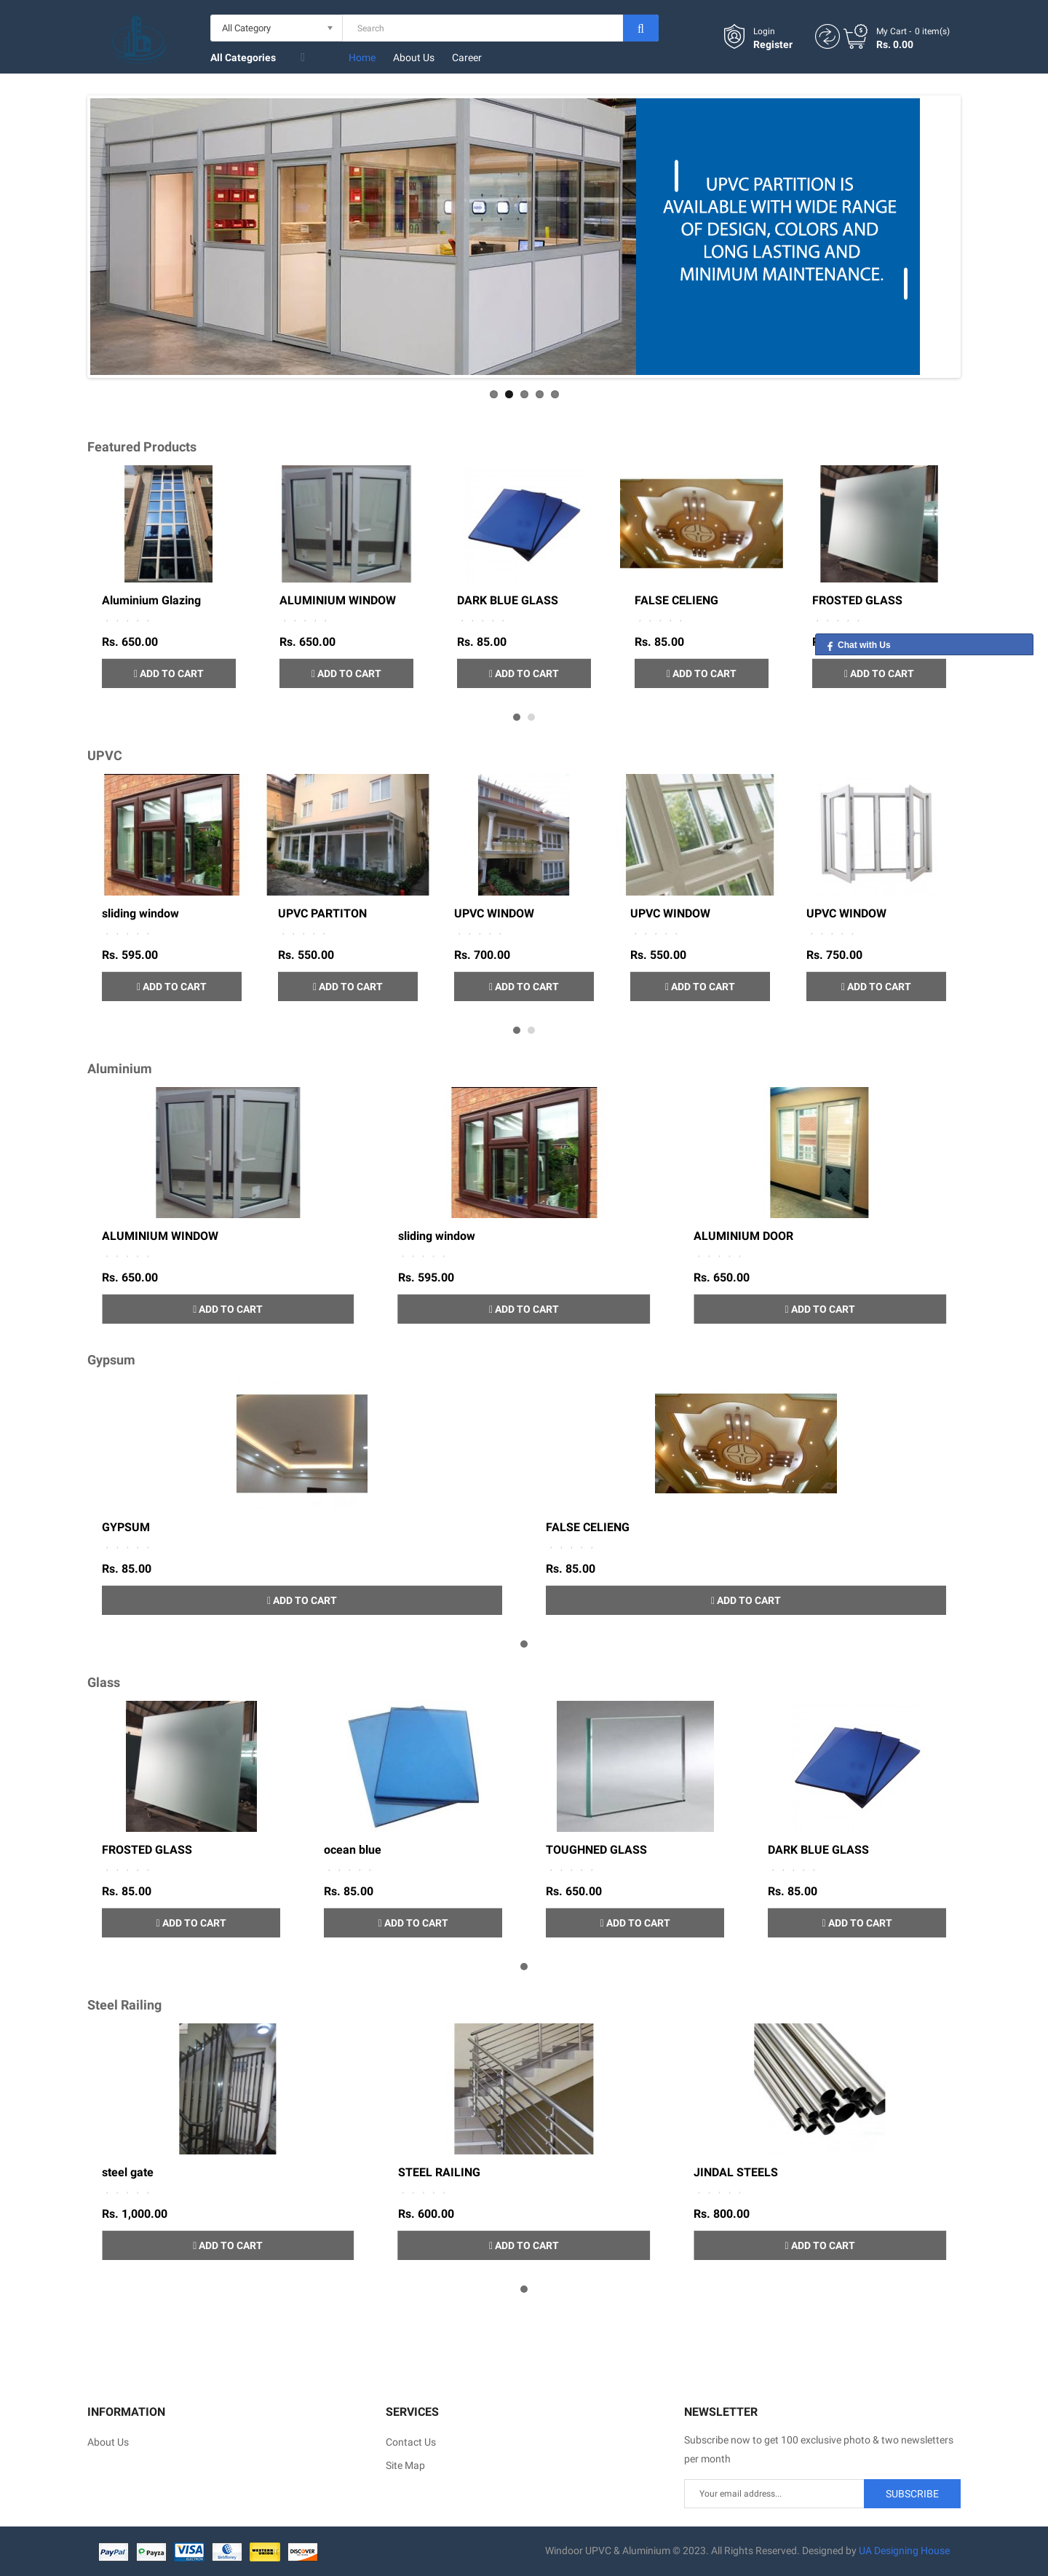 All Category
Search
Login
Register
My Cart - 0 item(s)
Rs. 0.00
All Categories
Home
About Us
Career
UPVC PARTITION IS
AVAILABLE WITH WIDE RANGE
OF DESIGN, COLORS AND
LONG LASTING AND
MINIMUM MAINTENANCE.
Featured Products
Aluminium Glazing
ALUMINIUM WINDOW
DARK BLUE GLASS
FALSE CELIENG
FROSTED GLASS
Rs. 650.00
Rs. 650.00
Rs. 85.00
Rs. 85.00
Chat with Us
ADD TO CART
ADD TO CART
ADD TO CART
ADD TO CART
ADD TO CART
UPVC
sliding window
UPVC PARTITON
UPVC WINDOW
UPVC WINDOW
UPVC WINDOW
Rs. 595.00
Rs. 550.00
Rs. 700.00
Rs. 550.00
Rs. 750.00
ADD TO CART
ADD TO CART
ADD TO CART
ADD TO CART
ADD TO CART
Aluminium
ALUMINIUM WINDOW
sliding window
ALUMINIUM DOOR
Rs. 650.00
Rs. 595.00
Rs. 650.00
ADD TO CART
ADD TO CART
ADD TO CART
Gypsum
GYPSUM
FALSE CELIENG
Rs. 85.00
Rs. 85.00
ADD TO CART
ADD TO CART
Glass
FROSTED GLASS
ocean blue
TOUGHNED GLASS
DARK BLUE GLASS
Rs. 85.00
Rs. 85.00
Rs. 650.00
Rs. 85.00
ADD TO CART
ADD TO CART
ADD TO CART
ADD TO CART
Steel Railing
steel gate
STEEL RAILING
JINDAL STEELS
Rs. 1,000.00
Rs. 600.00
Rs. 800.00
ADD TO CART
ADD TO CART
ADD TO CART
INFORMATION
About Us
SERVICES
Contact Us
Site Map
NEWSLETTER
Subscribe now to get 100 exclusive photo & two newsletters
per month
Your email address...
SUBSCRIBE
PayPal
Payza
VISA
WebMoney
WESTERN UNION
DISCOVER
Windoor UPVC & Aluminium © 2023. All Rights Reserved. Designed by UA Designing House